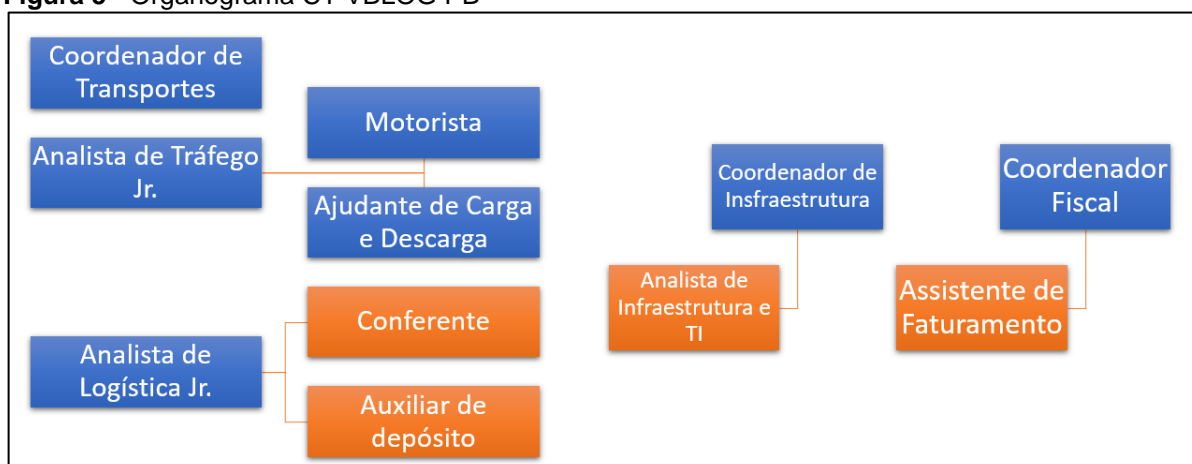 Coordenador de
Transportes
Analista de Tráfego
Jr.
Motorista
Ajudante de Carga
e Descarga
Analista de
Logística Jr.
Conferente
Auxiliar de
depósito
Coordenador de
Insfraestrutura
Analista de
Infraestrutura e
TI
Coordenador
Fiscal
Assistente de
Faturamento